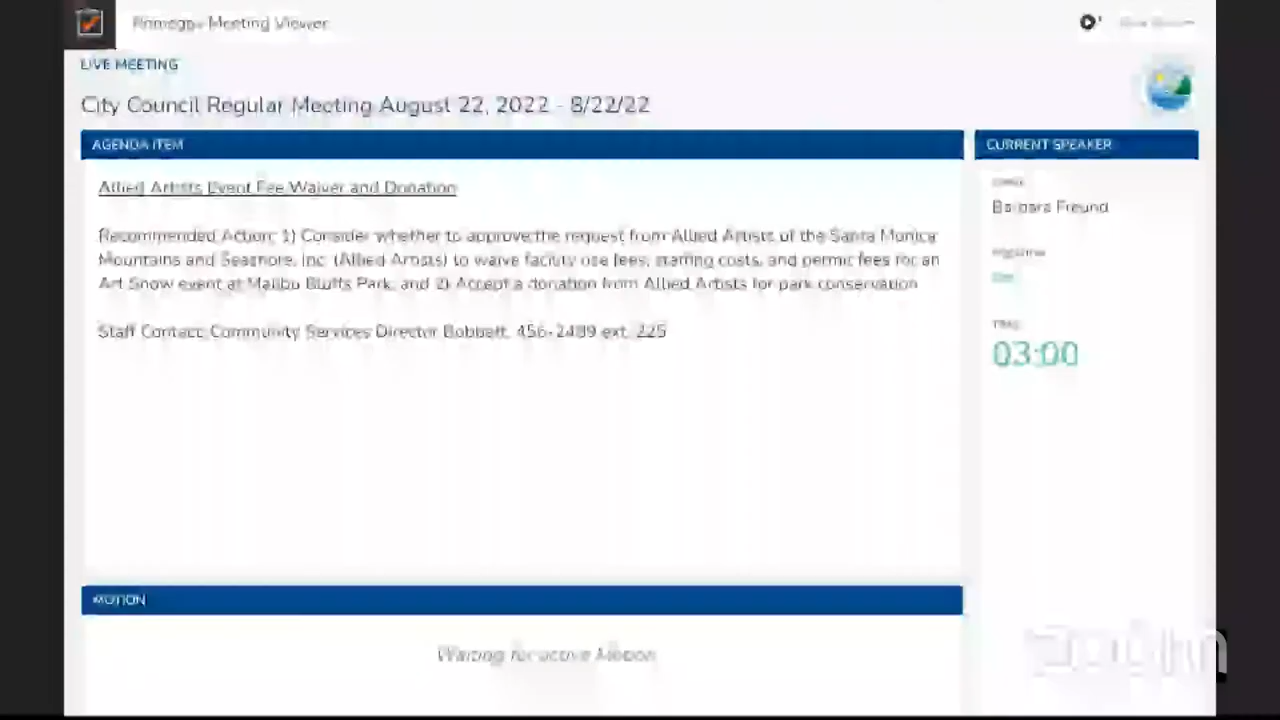 Primegov Meeting Viewer
LIVE MEETING
City Council Regular Meeting August 22, 2022 - 8/22/22
AGENDA ITEM
CURRENT SPEAKER
Allied Artists Event Fee Waiver and Donation
Barbara Freund
Recommended Action: 1) Consider whether to approve the request from Allied Artists of the Santa Monica
Mountains and Seashore, Inc. (Allied Artists) to waive facility use fees, staffing costs, and permit fees for an
Art Show event at Malibu Bluffs Park; and 2) Accept a donation from Allied Artists for park conservation
Staff Contact: Community Services Director Bobbett, 456-2489 ext. 225
TIME
03:00
MOTION
Waiting for active Motion
zoom